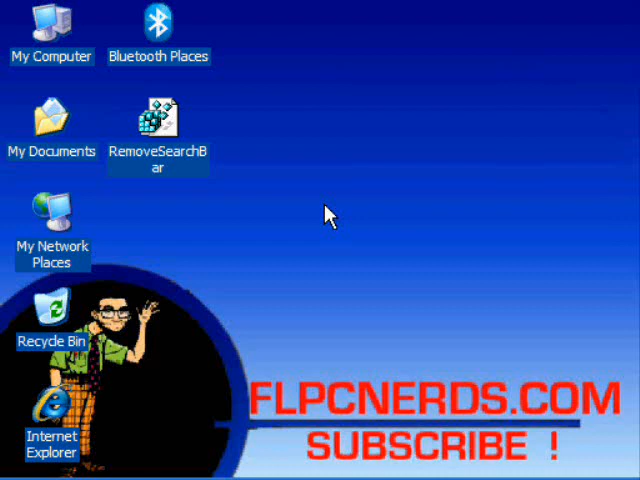 My Computer
Bluetooth Places
My Documents
RemoveSearchB
ar
My Network
Places
Recycle Bin
Internet
Explorer
FLPCNERDS.COM
SUBSCRIBE !